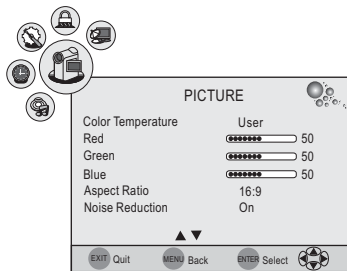 PICTURE
Color Temperature User
Red 50
Green 50
Blue 50
Aspect Ratio 16:9
Noise Reduction On
EXIT Quit MENU Back ENTER Select